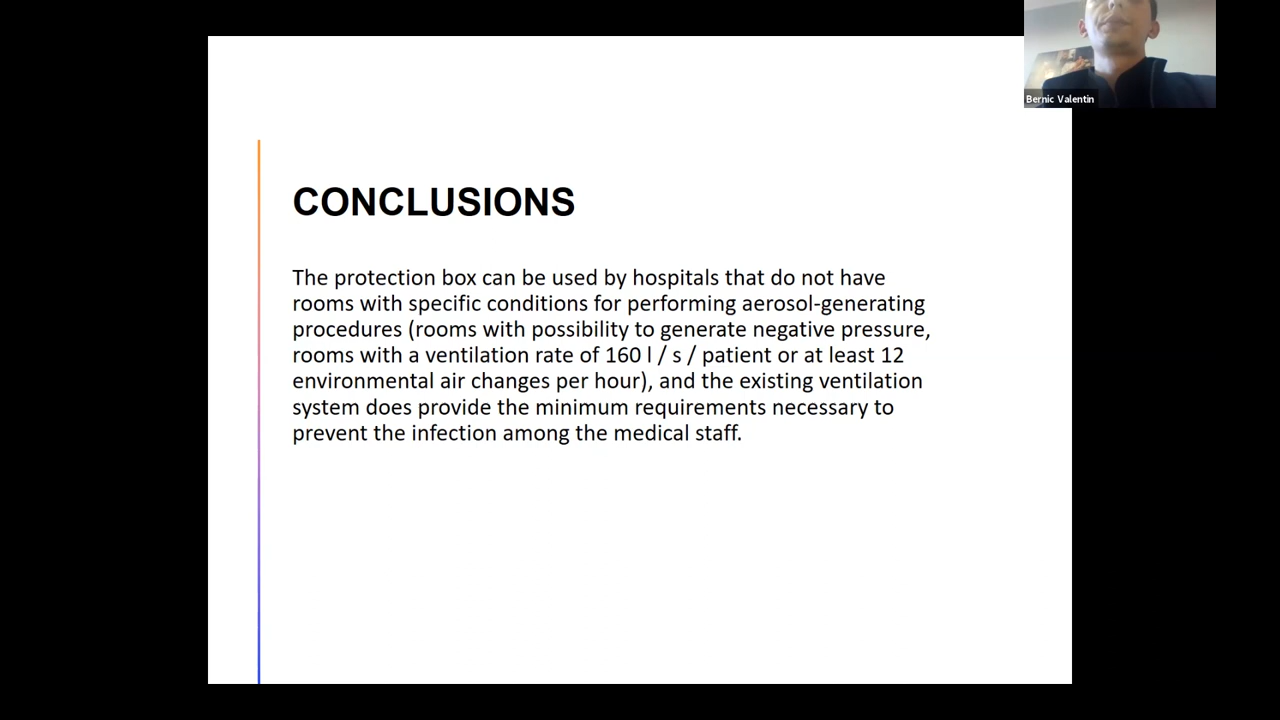 Bernic Valentin
CONCLUSIONS
The protection box can be used by hospitals that do not have
rooms with specific conditions for performing aerosol-generating
procedures (rooms with possibility to generate negative pressure,
rooms with a ventilation rate of 160 l / s / patient or at least 12
environmental air changes per hour), and the existing ventilation
system does provide the minimum requirements necessary to
prevent the infection among the medical staff.